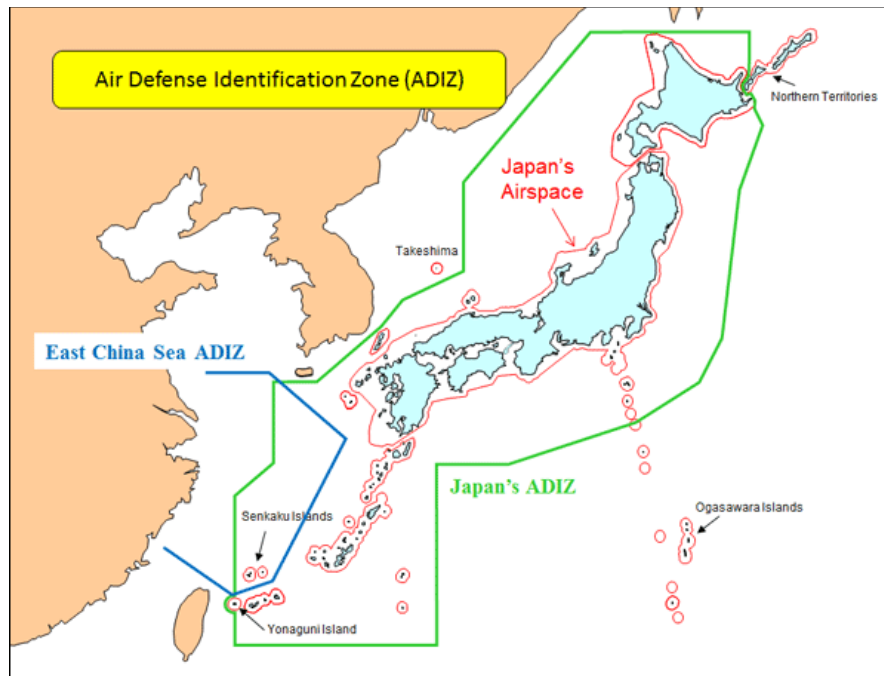 Air Defense Identification Zone (ADIZ)
Northern Territories
Japan's
Airspace
Takeshima
East China Sea ADIZ
Japan's ADIZ
Senkaku Islands
Ogasawara Islands
Yonaguni Island